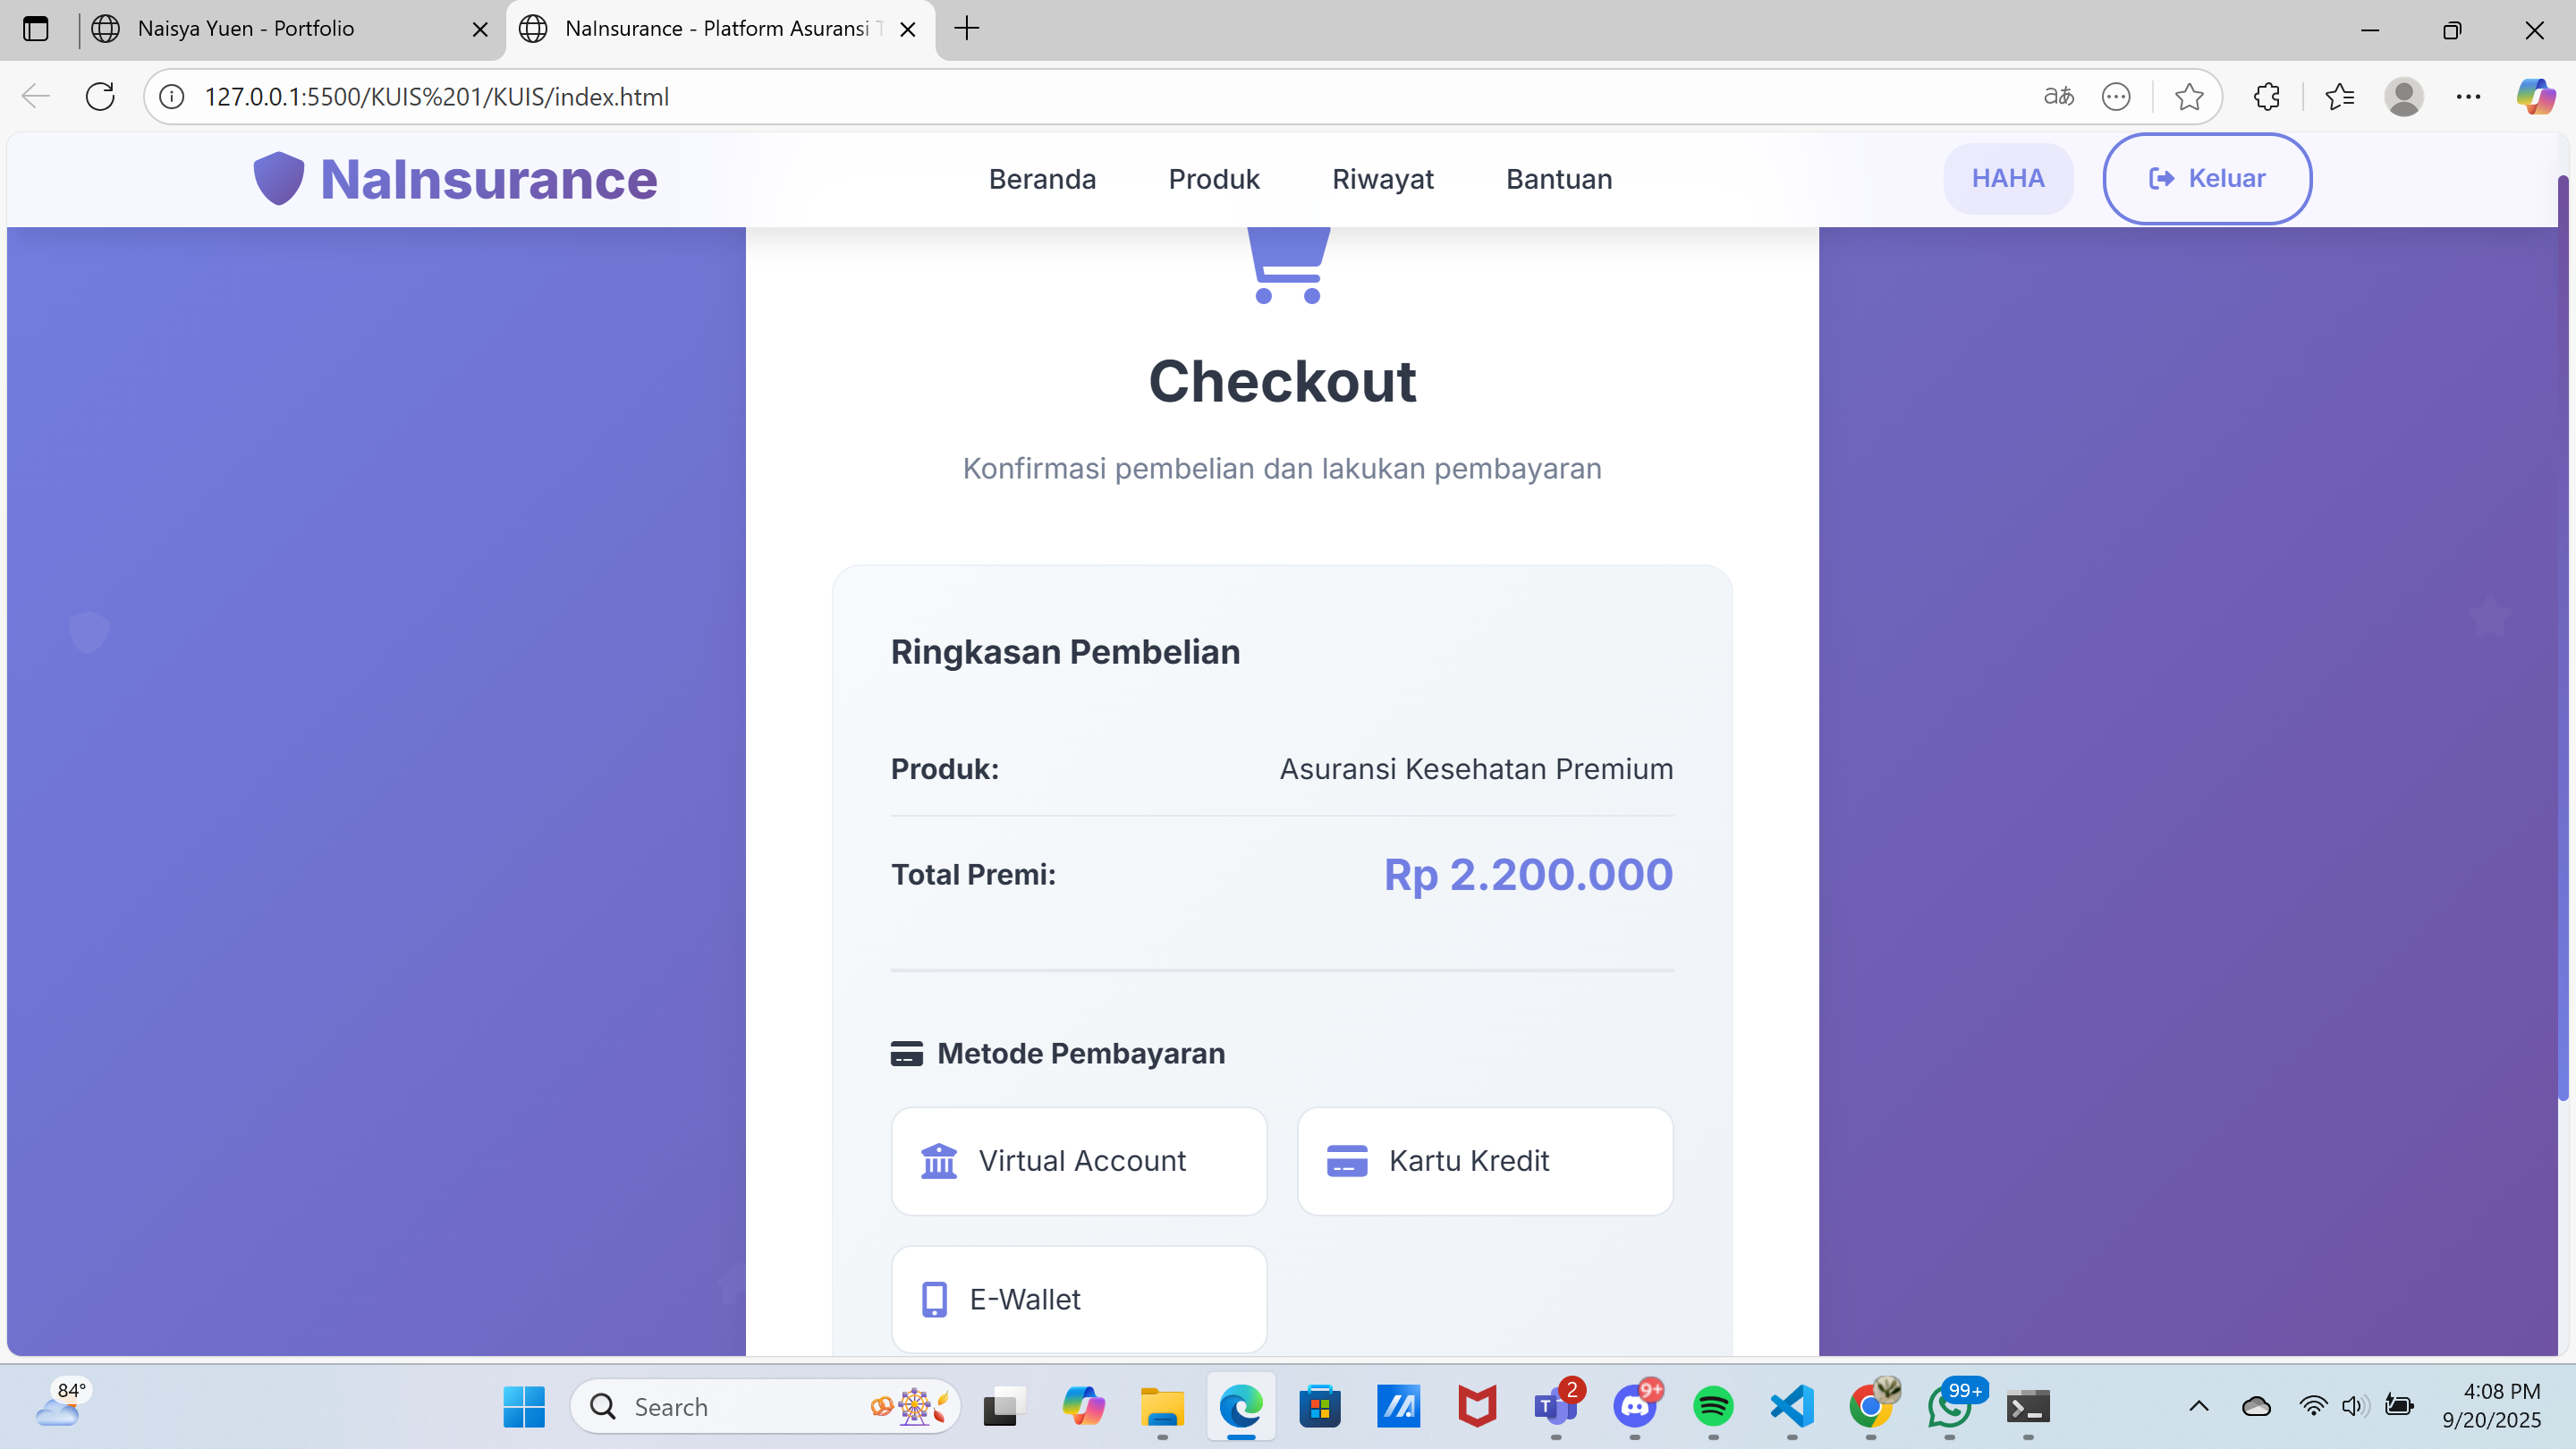 Naisya Yuen - Portfolio
NaInsurance - Platform Asuransi
127.0.0.1:5500/KUIS%201/KUIS/index.html
aあ
NaInsurance
Beranda
Produk
Riwayat
Bantuan
HAHA
Keluar
Checkout
Konfirmasi pembelian dan lakukan pembayaran
Ringkasan Pembelian
Produk: Asuransi Kesehatan Premium
Total Premi: Rp 2.200.000
Metode Pembayaran
Virtual Account
Kartu Kredit
E-Wallet
84°
Search
2
9+
99+
4:08 PM
9/20/2025